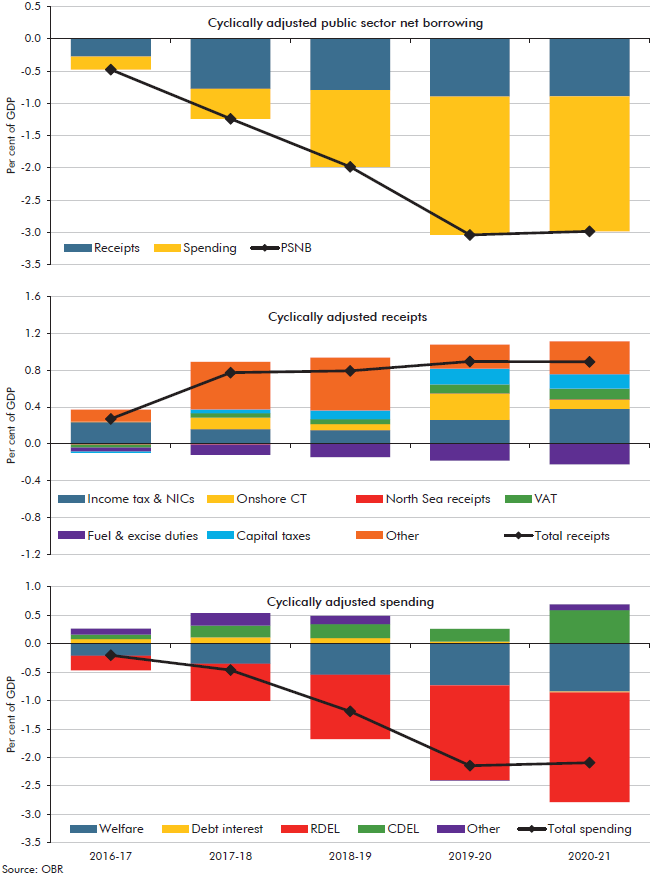 Cyclically adjusted public sector net borrowing
0.0
-0.5
-1.0
-1.5
-2.0
-2.5
-3.0
-3.5
Per cent of GDP
Receipts Spending PSNB
Cyclically adjusted receipts
1.6
1.2
0.8
0.4
0.0
-0.4
-0.8
-1.2
Per cent of GDP
Income tax & NICs Onshore CT North Sea receipts VAT
Fuel & excise duties Capital taxes Other Total receipts
Cyclically adjusted spending
1.0
0.5
0.0
-0.5
-1.0
-1.5
-2.0
-2.5
-3.0
-3.5
Per cent of GDP
Welfare Debt interest RDEL CDEL Other Total spending
2016-17 2017-18 2018-19 2019-20 2020-21
Source: OBR